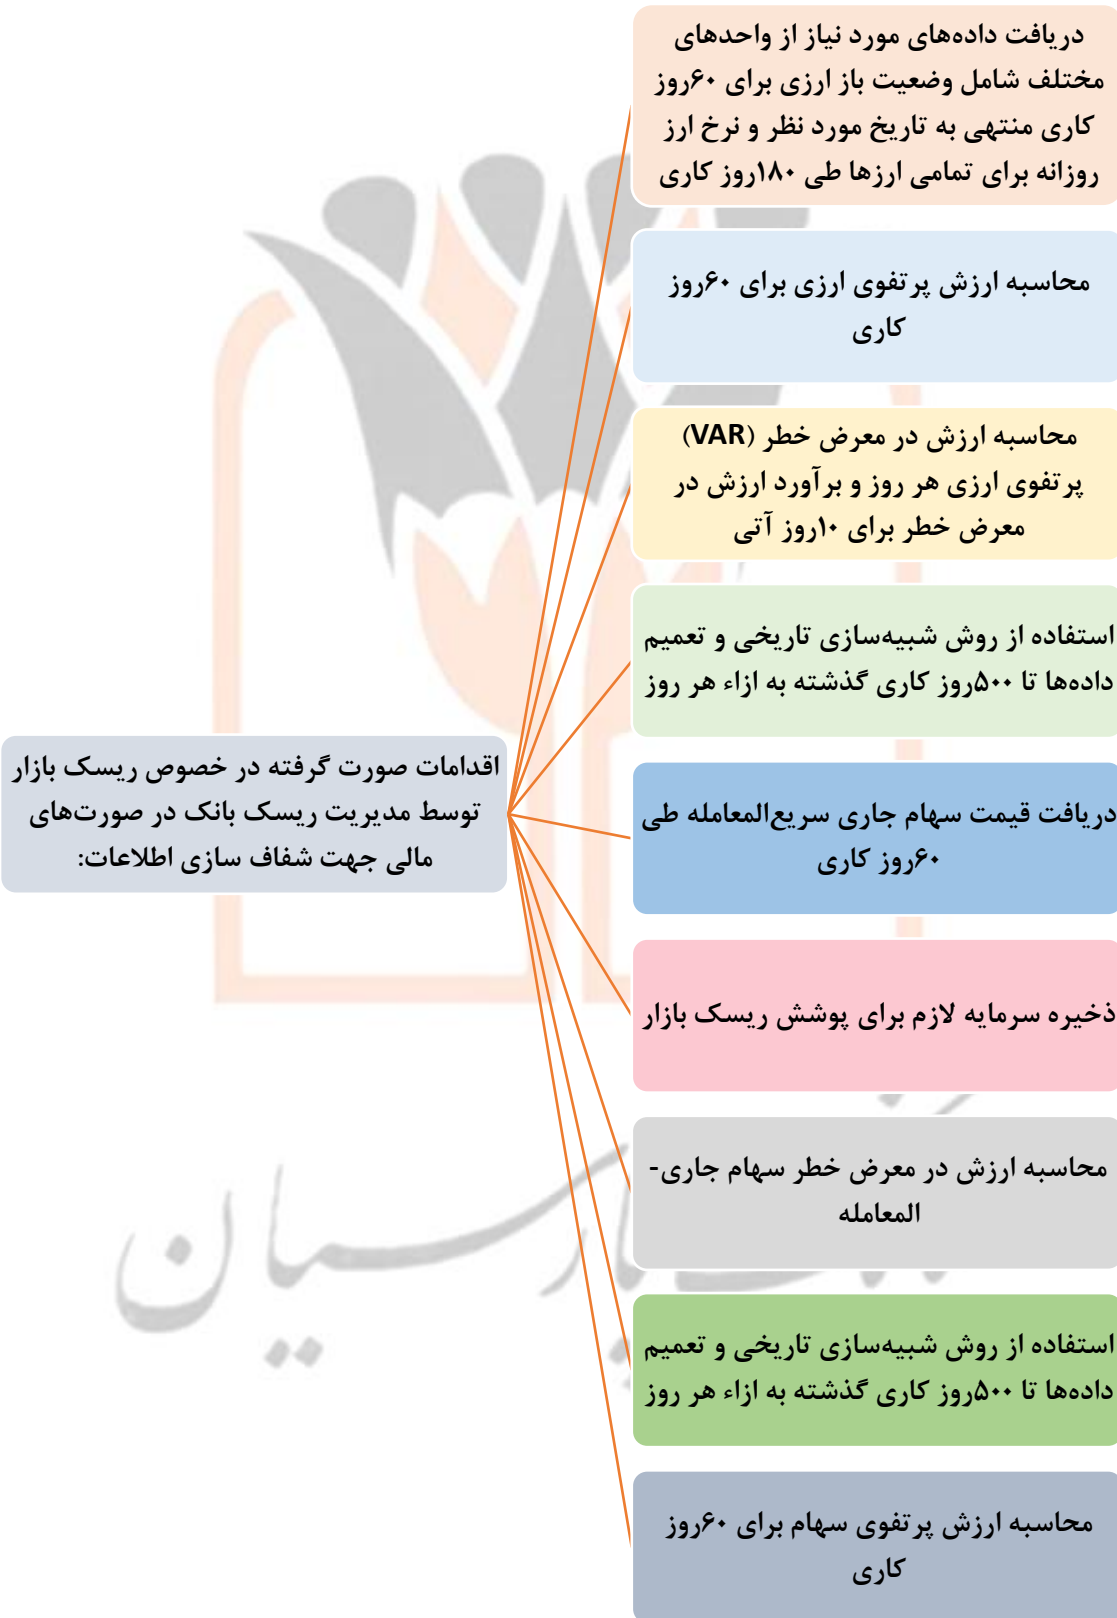 دریافت داده‌های مورد نیاز از واحدهای
مختلف شامل وضعیت باز ارزی برای ۶۰روز
کاری منتهی به تاریخ مورد نظر و نرخ ارز
روزانه برای تمامی ارزها طی ۱۸۰روز کاری
محاسبه ارزش پرتفوی ارزی برای ۶۰روز
کاری
محاسبه ارزش در معرض خطر (VAR)
پرتفوی ارزی هر روز و برآورد ارزش در
معرض خطر برای ۱۰روز آتی
استفاده از روش شبیه‌سازی تاریخی و تعمیم
داده‌ها تا ۵۰۰روز کاری گذشته به ازاء هر روز
اقدامات صورت گرفته در خصوص ریسک بازار
توسط مدیریت ریسک بانک در صورت‌های
مالی جهت شفاف سازی اطلاعات:
دریافت قیمت سهام جاری سریع‌المعامله طی
۶۰روز کاری
ذخیره سرمایه لازم برای پوشش ریسک بازار
محاسبه ارزش در معرض خطر سهام جاری-
المعامله
استفاده از روش شبیه‌سازی تاریخی و تعمیم
داده‌ها تا ۵۰۰روز کاری گذشته به ازاء هر روز
محاسبه ارزش پرتفوی سهام برای ۶۰روز
کاری
پارسیان